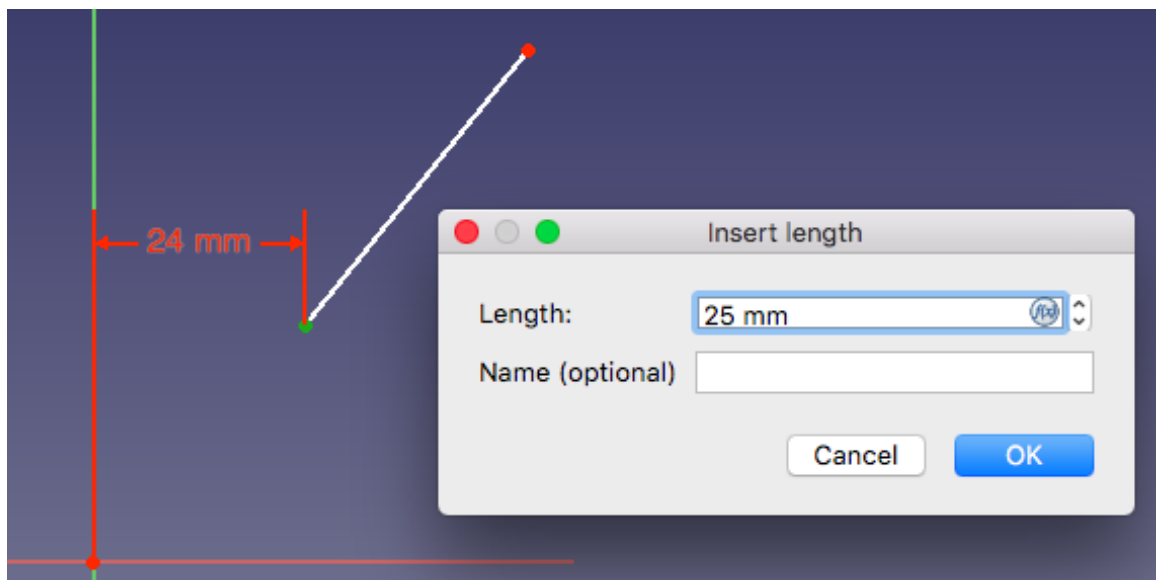 24 mm
Insert length
Length: 25 mm f(x)
Name (optional)
Cancel OK